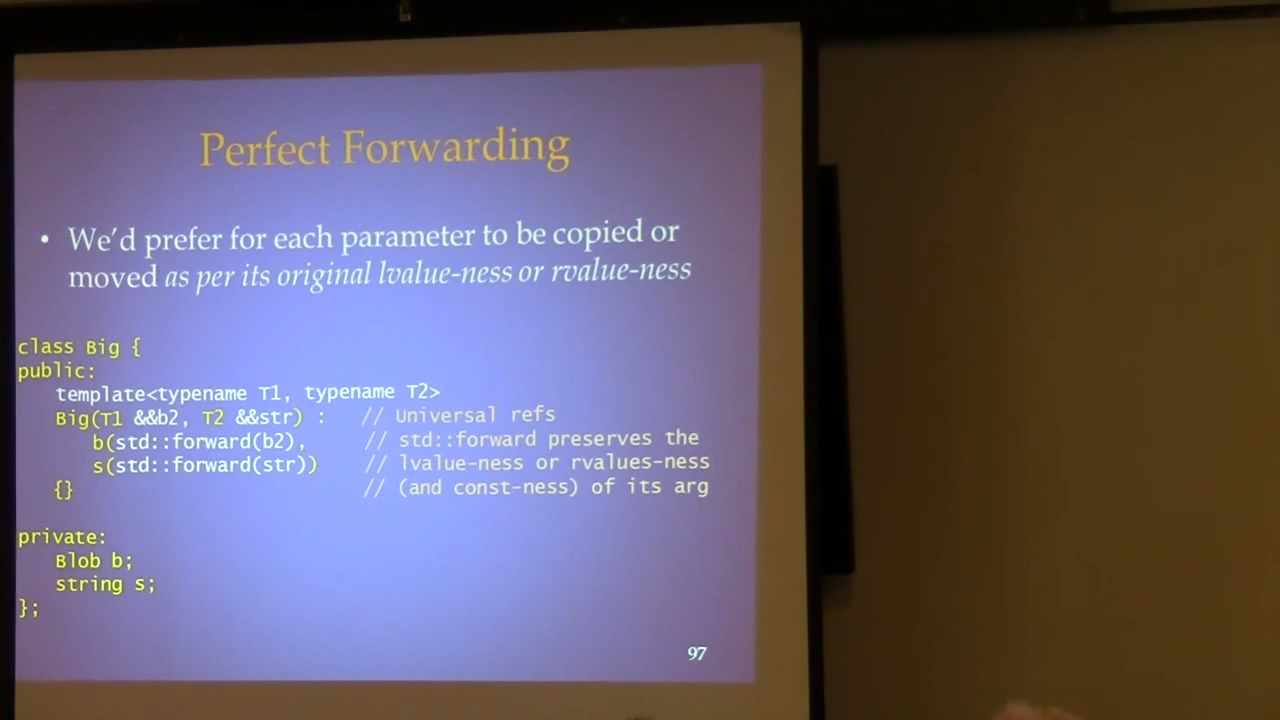 Perfect Forwarding
• We'd prefer for each parameter to be copied or
moved as per its original lvalue-ness or rvalue-ness
class Big {
public:
template<typename T1, typename T2>
Big(T1 &&b2, T2 &&str) : // Universal refs
b(std::forward(b2), // std::forward preserves the
s(std::forward(str)) // lvalue-ness or rvalues-ness
{} // (and const-ness) of its arg
private:
Blob b;
string s;
};
97